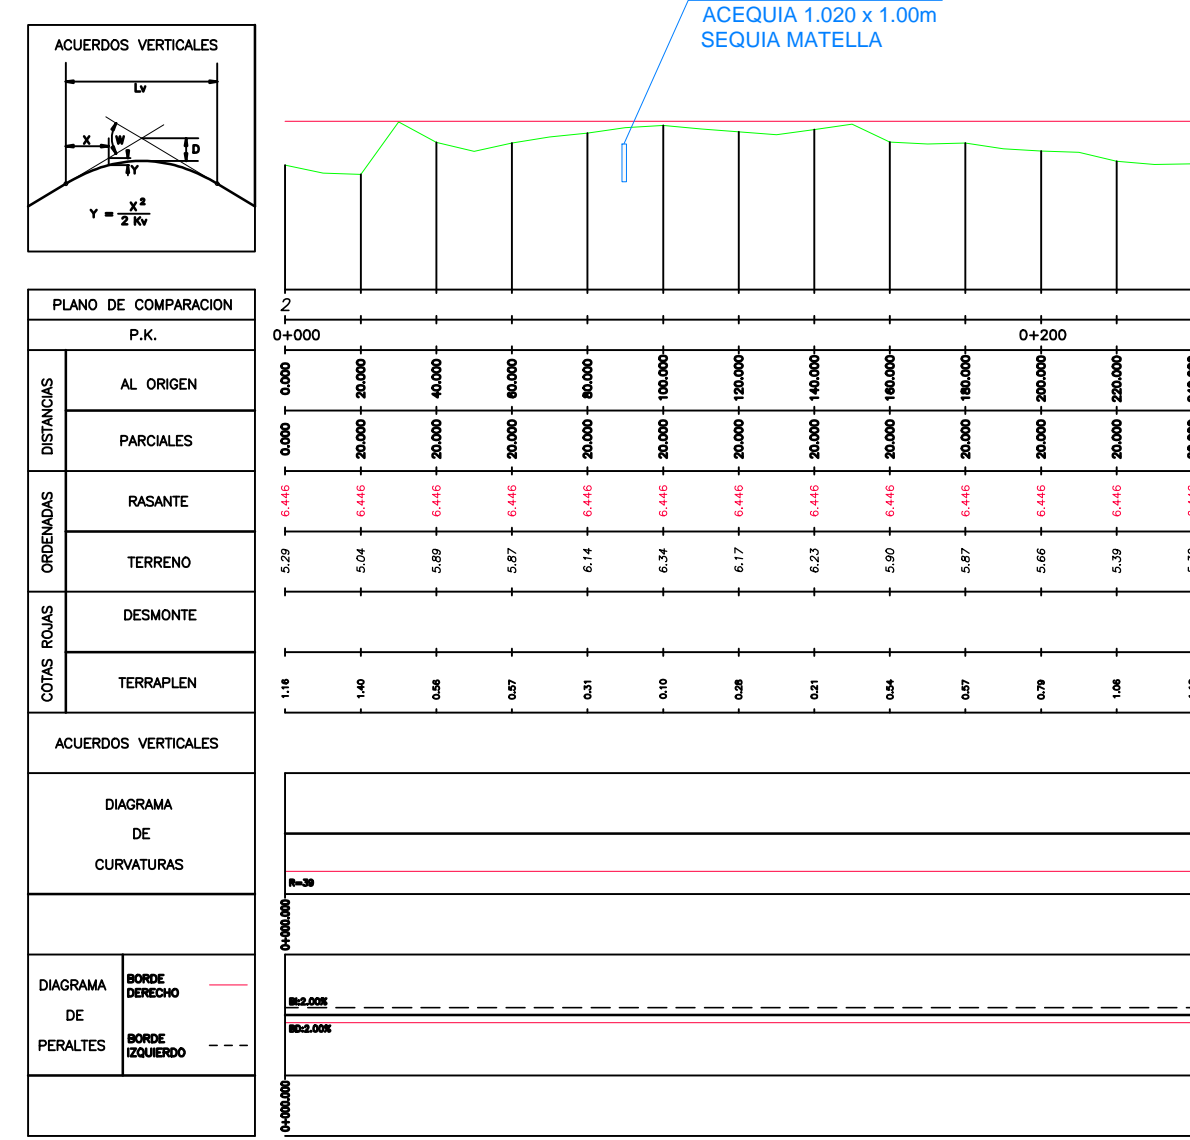 ACEQUIA 1.020 x 1.00m
SEQUIA MATELLA
ACUERDOS VERTICALES
Lv
X
W
D
Y
Y = X²
2 Kv
PLANO DE COMPARACION
2
P.K.
0+000
0+200
DISTANCIAS
AL ORIGEN
0.000 20.000 40.000 60.000 80.000 100.000 120.000 140.000 160.000 180.000 200.000 220.000
PARCIALES
0.000 20.000 20.000 20.000 20.000 20.000 20.000 20.000 20.000 20.000 20.000 20.000
ORDENADAS
RASANTE
6.446 6.446 6.446 6.446 6.446 6.446 6.446 6.446 6.446 6.446 6.446 6.446
TERRENO
5.29 5.04 5.89 5.87 6.14 6.34 6.17 6.23 5.90 5.87 5.66 5.39
COTAS ROJAS
DESMONTE
TERRAPLEN
1.16 1.40 0.56 0.57 0.31 0.10 0.28 0.21 0.54 0.57 0.79 1.06
ACUERDOS VERTICALES
DIAGRAMA
DE
CURVATURAS
R=39
0+000.000
DIAGRAMA
DE
PERALTES
BORDE
DERECHO
BORDE
IZQUIERDO
BI:2.00%
BD:2.00%
0+000.000